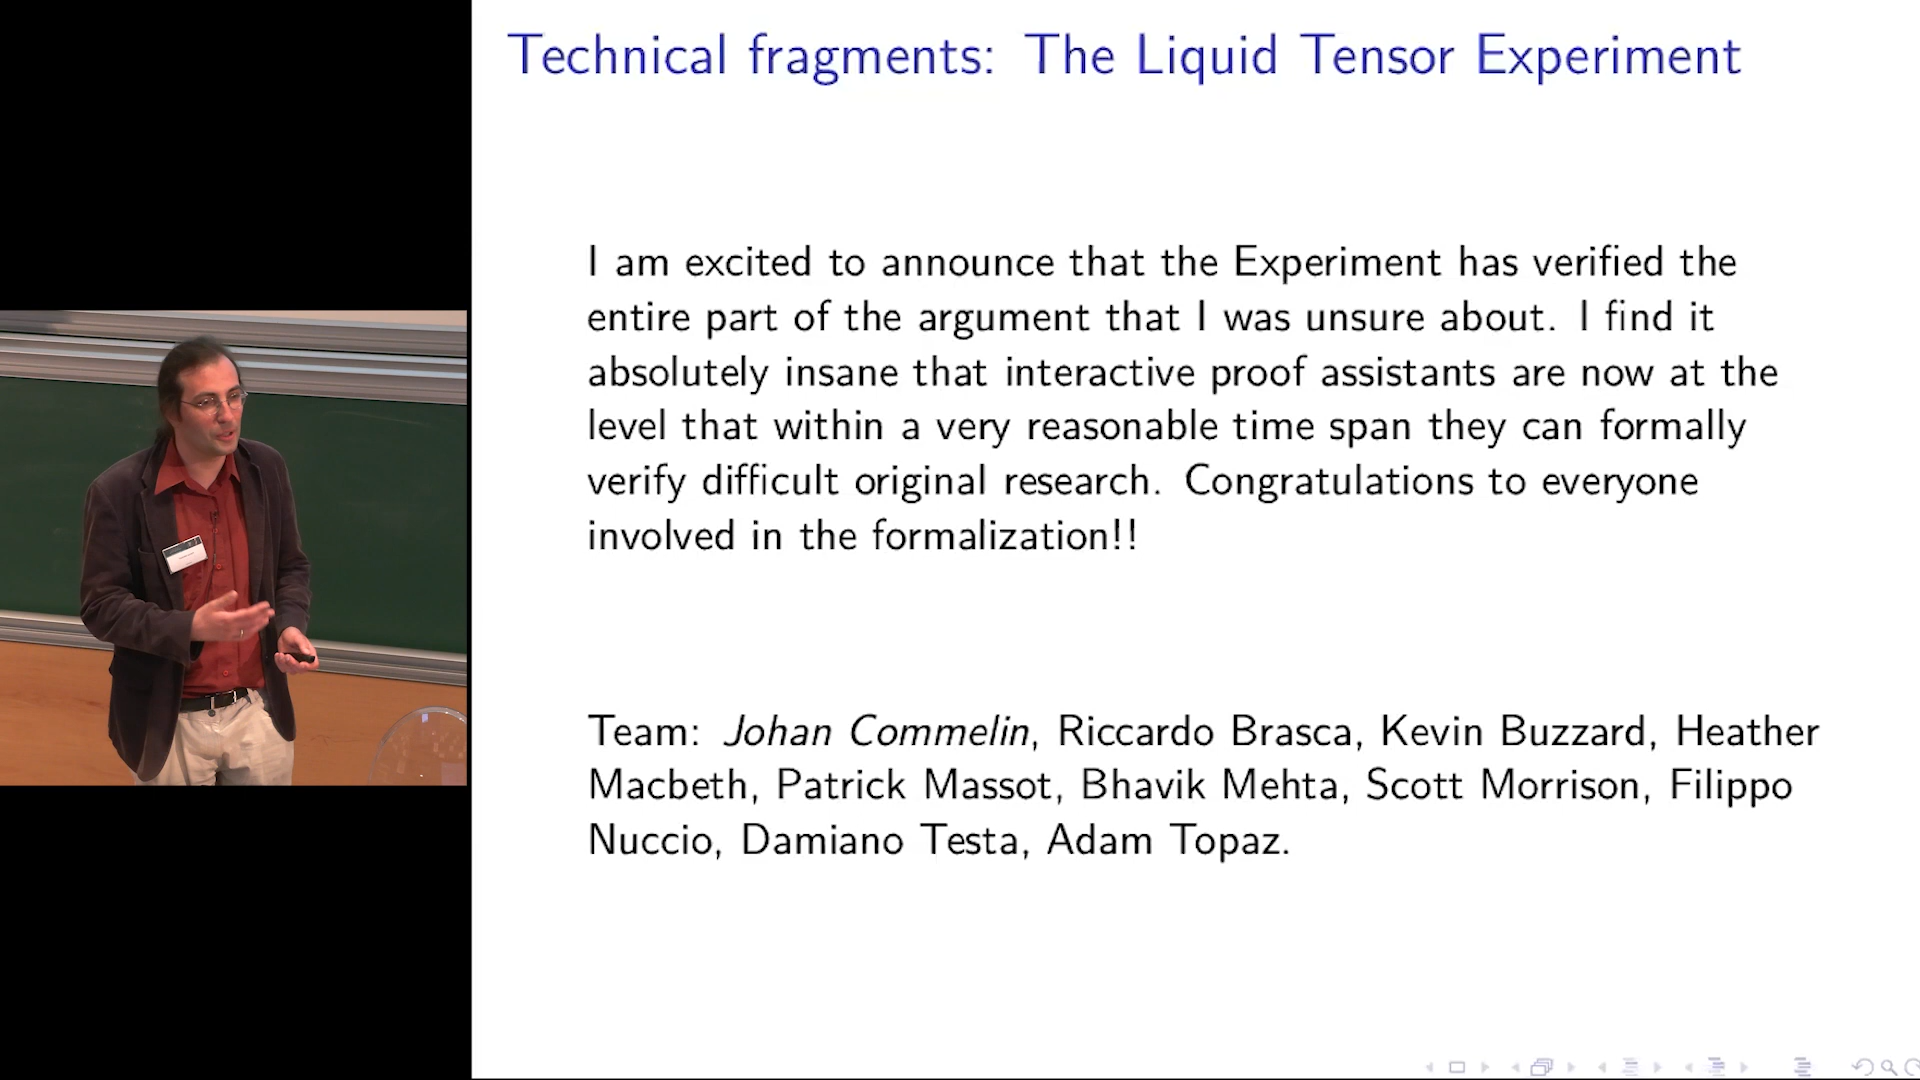 Technical fragments: The Liquid Tensor Experiment
I am excited to announce that the Experiment has verified the
entire part of the argument that I was unsure about. I find it
absolutely insane that interactive proof assistants are now at the
level that within a very reasonable time span they can formally
verify difficult original research. Congratulations to everyone
involved in the formalization!!
Team: Johan Commelin, Riccardo Brasca, Kevin Buzzard, Heather
Macbeth, Patrick Massot, Bhavik Mehta, Scott Morrison, Filippo
Nuccio, Damiano Testa, Adam Topaz.